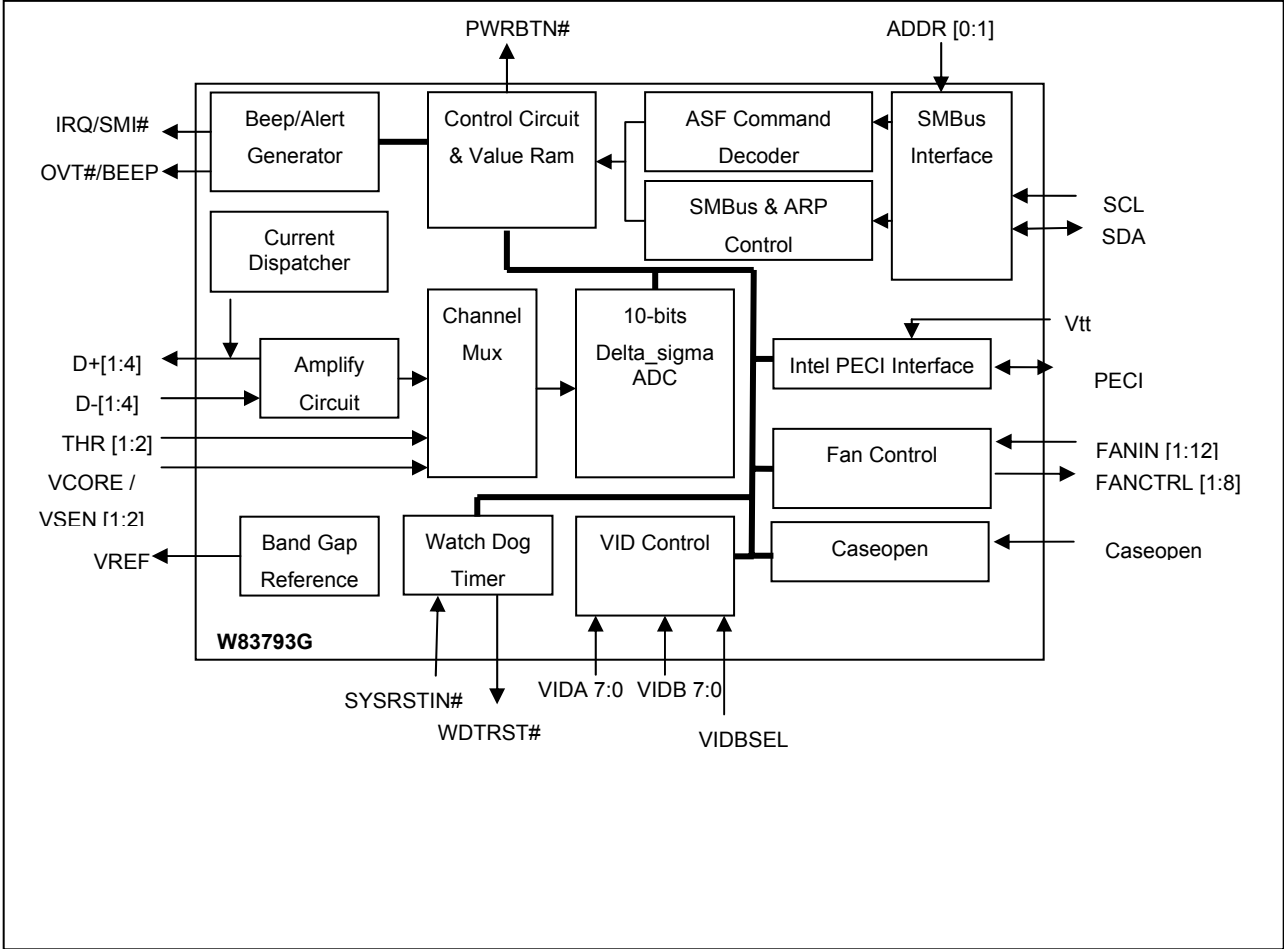 PWRBTN#
ADDR [0:1]
IRQ/SMI#
OVT#/BEEP
Beep/Alert
Generator
Control Circuit
& Value Ram
ASF Command
Decoder
SMBus
Interface
SMBus & ARP
Control
SCL
SDA
Current
Dispatcher
Channel
Mux
10-bits
Delta_sigma
ADC
Vtt
Intel PECI Interface
PECI
D+[1:4]
D-[1:4]
Amplify
Circuit
THR [1:2]
VCORE /
VSEN [1:2]
Fan Control
FANIN [1:12]
FANCTRL [1:8]
VREF
Band Gap
Reference
Watch Dog
Timer
VID Control
Caseopen
Caseopen
W83793G
SYSRSTIN#
WDTRST#
VIDA 7:0
VIDB 7:0
VIDBSEL